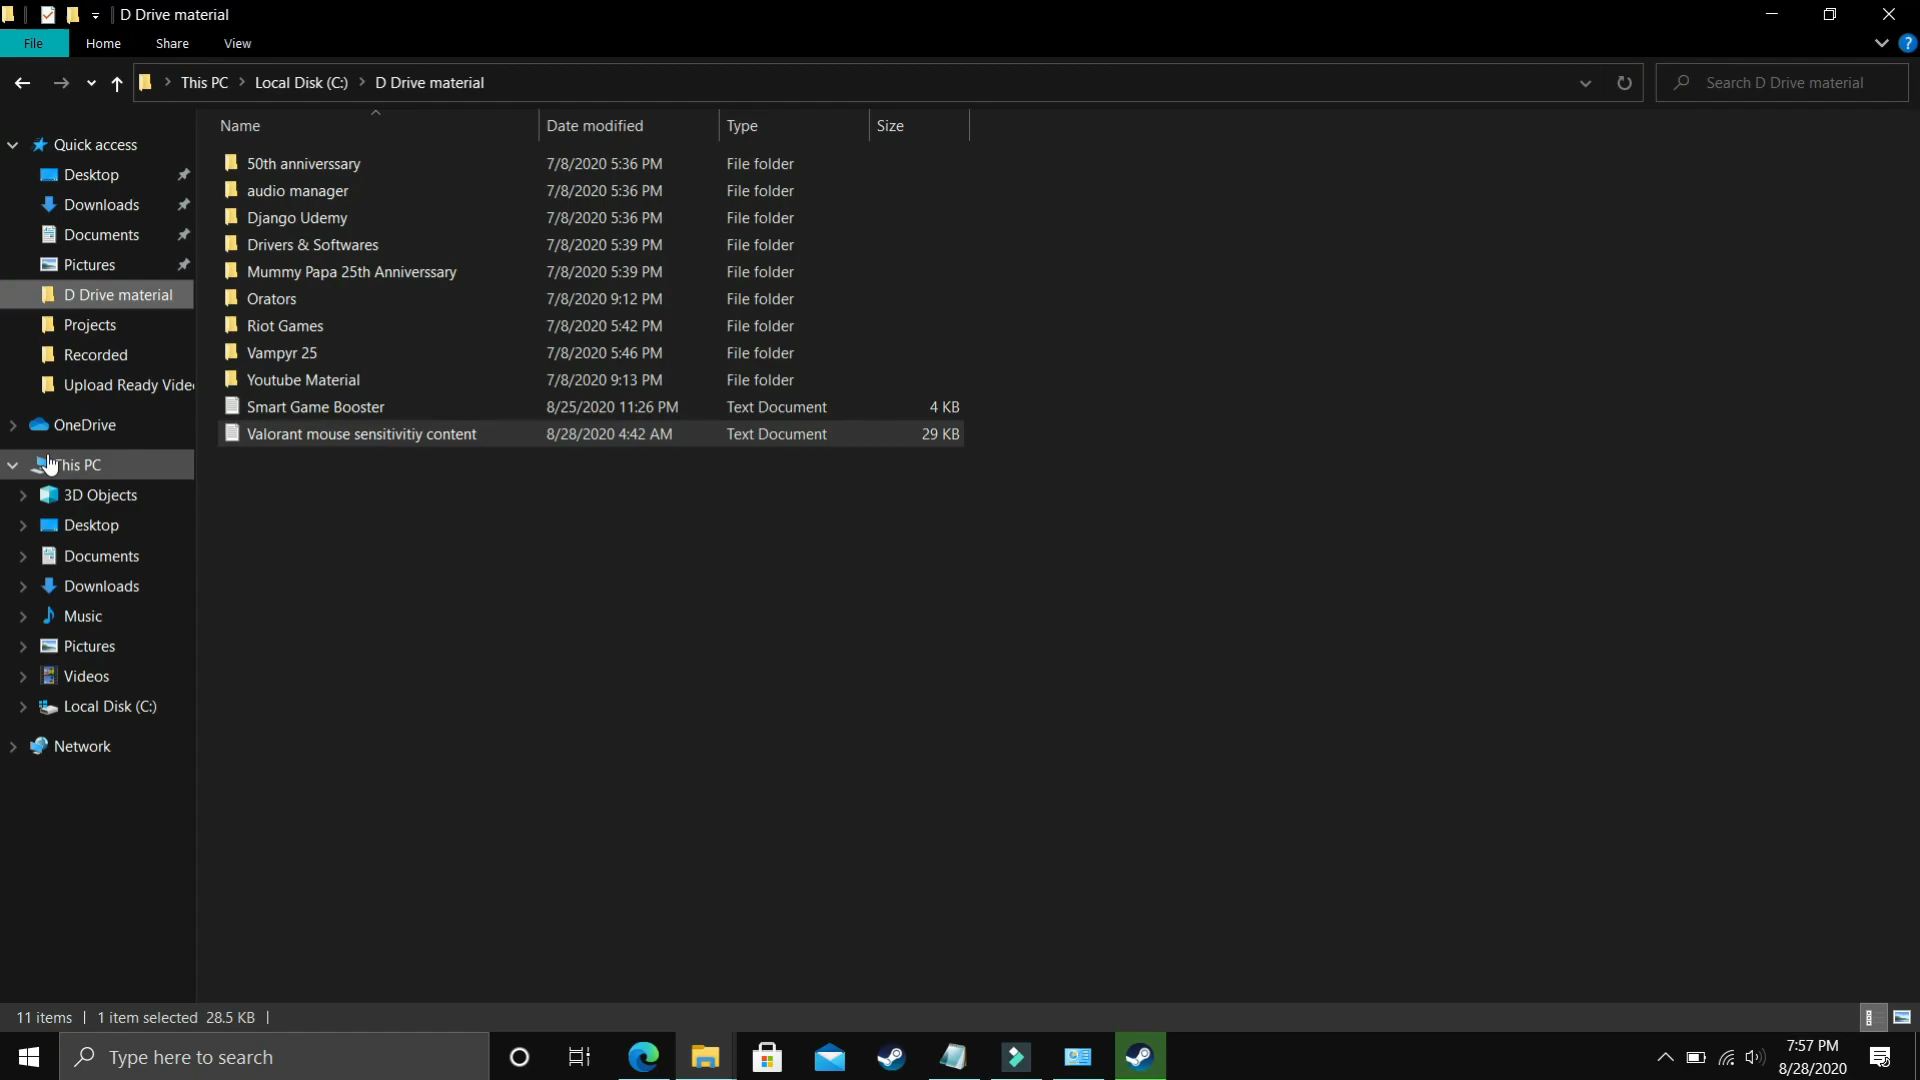 D Drive material
File Home Share View
This PC Local Disk (C:) D Drive material
Search D Drive material
Name Date modified Type Size
Quick access
Desktop
Downloads
Documents
Pictures
D Drive material
Projects
Recorded
Upload Ready Vide
OneDrive
This PC
3D Objects
Desktop
Documents
Downloads
Music
Pictures
Videos
Local Disk (C:)
Network
50th anniverssary 7/8/2020 5:36 PM File folder
audio manager 7/8/2020 5:36 PM File folder
Django Udemy 7/8/2020 5:36 PM File folder
Drivers & Softwares 7/8/2020 5:39 PM File folder
Mummy Papa 25th Anniverssary 7/8/2020 5:39 PM File folder
Orators 7/8/2020 9:12 PM File folder
Riot Games 7/8/2020 5:42 PM File folder
Vampyr 25 7/8/2020 5:46 PM File folder
Youtube Material 7/8/2020 9:13 PM File folder
Smart Game Booster 8/25/2020 11:26 PM Text Document 4 KB
Valorant mouse sensitivitiy content 8/28/2020 4:42 AM Text Document 29 KB
11 items 1 item selected 28.5 KB
Type here to search
7:57 PM
8/28/2020